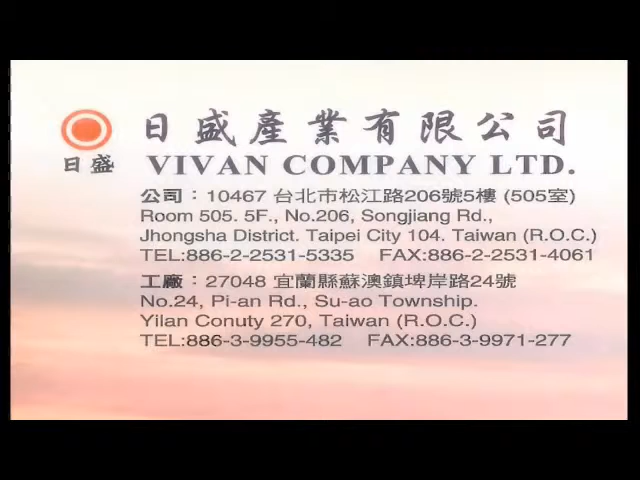 日盛產業有限公司
日盛 VIVAN COMPANY LTD.
公司：10467 台北市松江路206號5樓 (505室)
Room 505. 5F., No.206, Songjiang Rd.,
Jhongsha District. Taipei City 104. Taiwan (R.O.C.)
TEL:886-2-2531-5335 FAX:886-2-2531-4061
工廠：27048 宜蘭縣蘇澳鎮埤岸路24號
No.24, Pi-an Rd., Su-ao Township.
Yilan Conuty 270, Taiwan (R.O.C.)
TEL:886-3-9955-482 FAX:886-3-9971-277